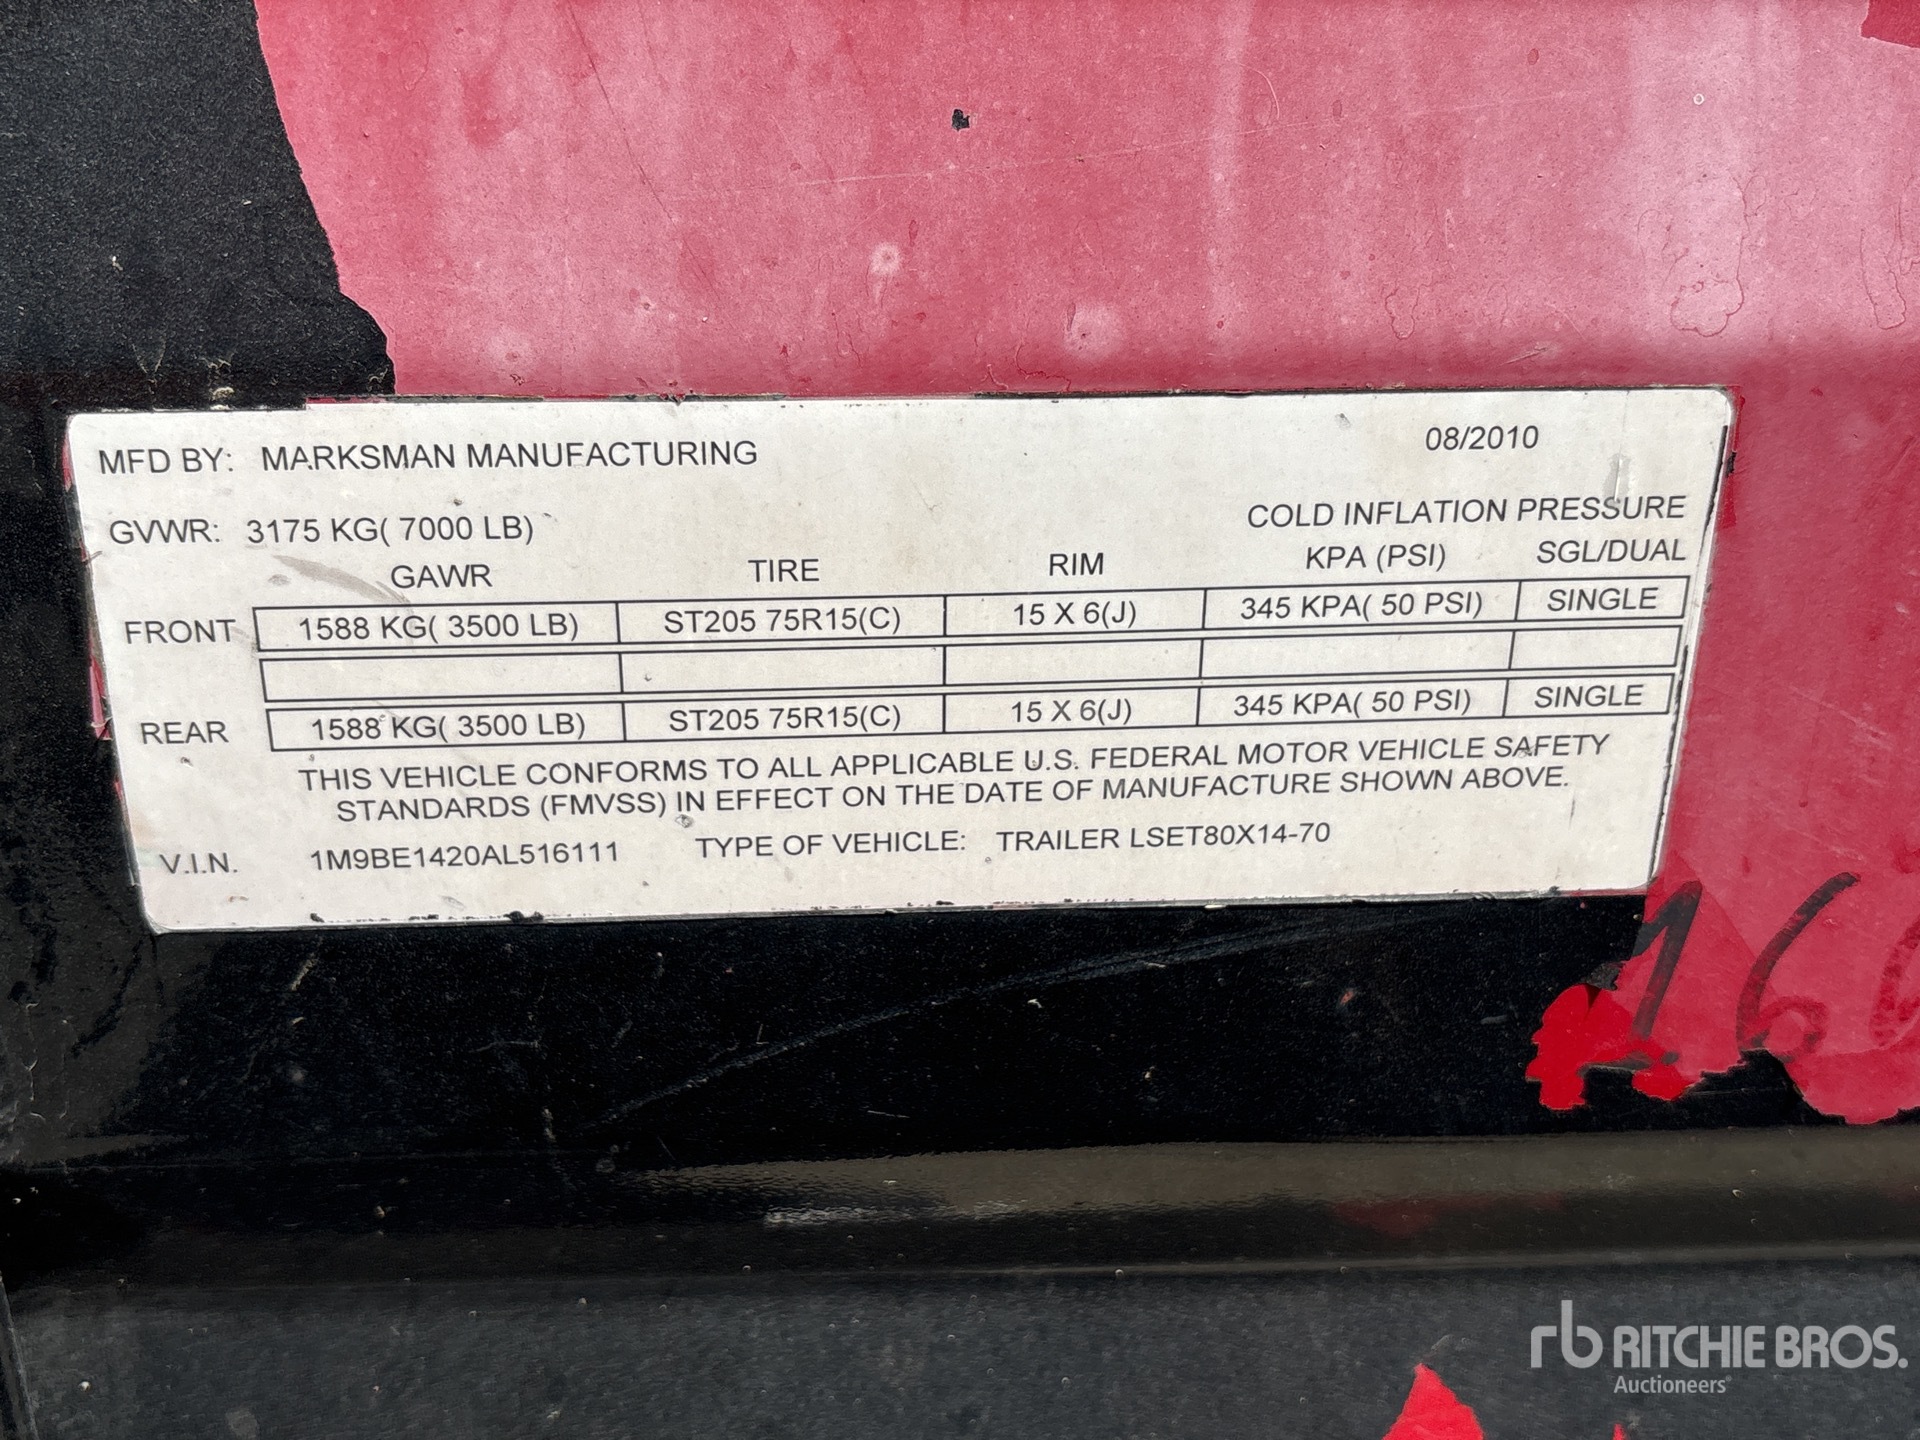 MFD BY: MARKSMAN MANUFACTURING 08/2010
GVWR: 3175 KG( 7000 LB) COLD INFLATION PRESSURE
GAWR TIRE RIM KPA (PSI) SGL/DUAL
FRONT 1588 KG( 3500 LB) ST205 75R15(C) 15 X 6(J) 345 KPA( 50 PSI) SINGLE
REAR 1588 KG( 3500 LB) ST205 75R15(C) 15 X 6(J) 345 KPA( 50 PSI) SINGLE
THIS VEHICLE CONFORMS TO ALL APPLICABLE U.S. FEDERAL MOTOR VEHICLE SAFETY
STANDARDS (FMVSS) IN EFFECT ON THE DATE OF MANUFACTURE SHOWN ABOVE.
V.I.N. 1M9BE1420AL516111 TYPE OF VEHICLE: TRAILER LSET80X14-70
rb RITCHIE BROS.
Auctioneers